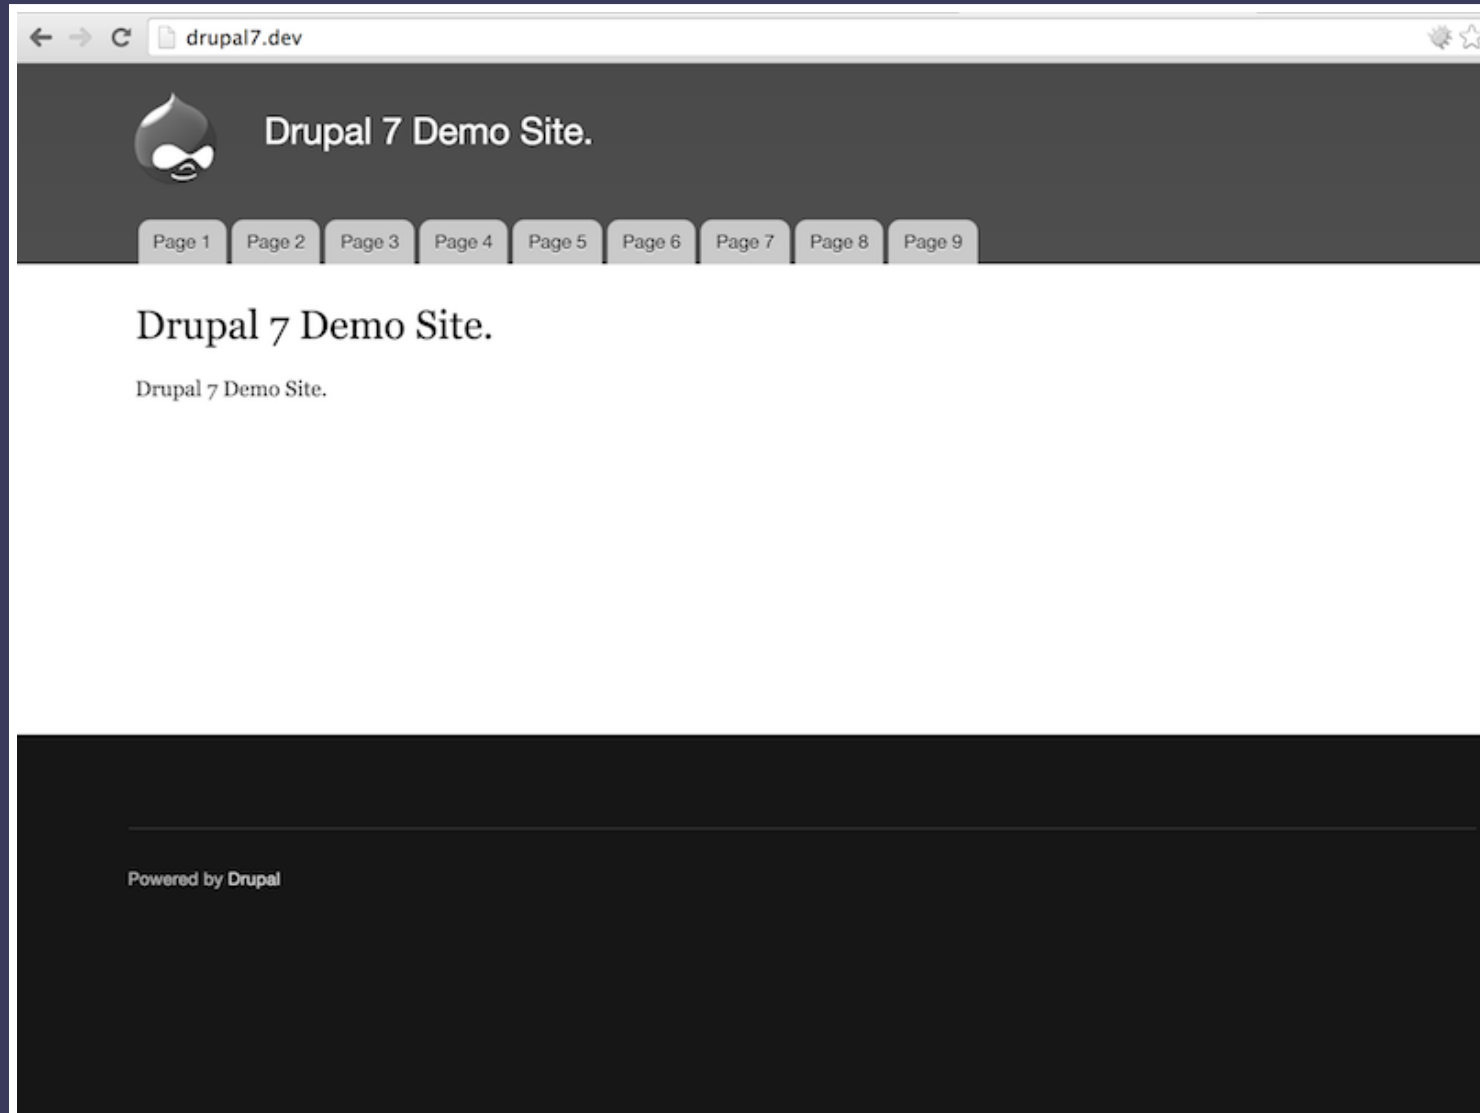 drupal7.dev
Drupal 7 Demo Site.
Page 1 Page 2 Page 3 Page 4 Page 5 Page 6 Page 7 Page 8 Page 9
Drupal 7 Demo Site.
Drupal 7 Demo Site.
Powered by Drupal